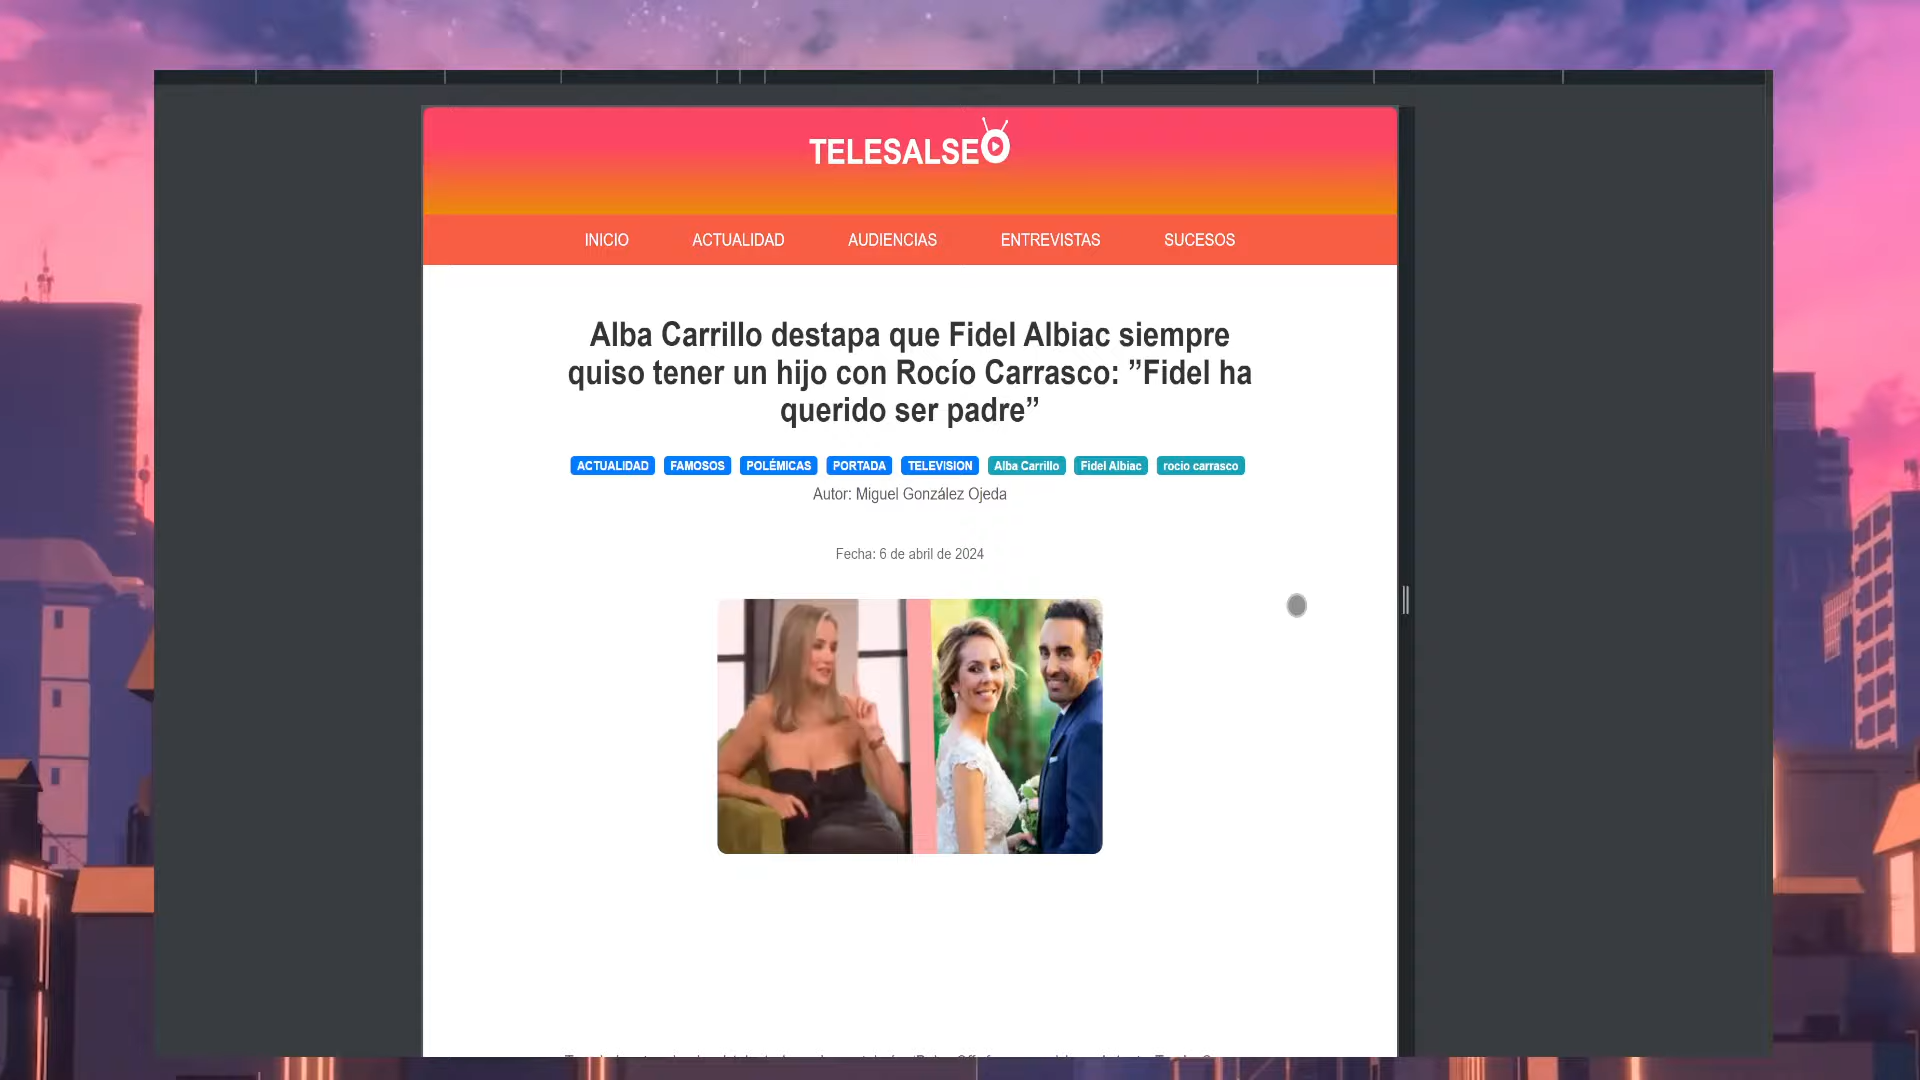 TELESALSEO
INICIO ACTUALIDAD AUDIENCIAS ENTREVISTAS SUCESOS
Alba Carrillo destapa que Fidel Albiac siempre
quiso tener un hijo con Rocío Carrasco: ”Fidel ha
querido ser padre”
ACTUALIDAD FAMOSOS POLÉMICAS PORTADA TELEVISION Alba Carrillo Fidel Albiac rocio carrasco
Autor: Miguel González Ojeda
Fecha: 6 de abril de 2024